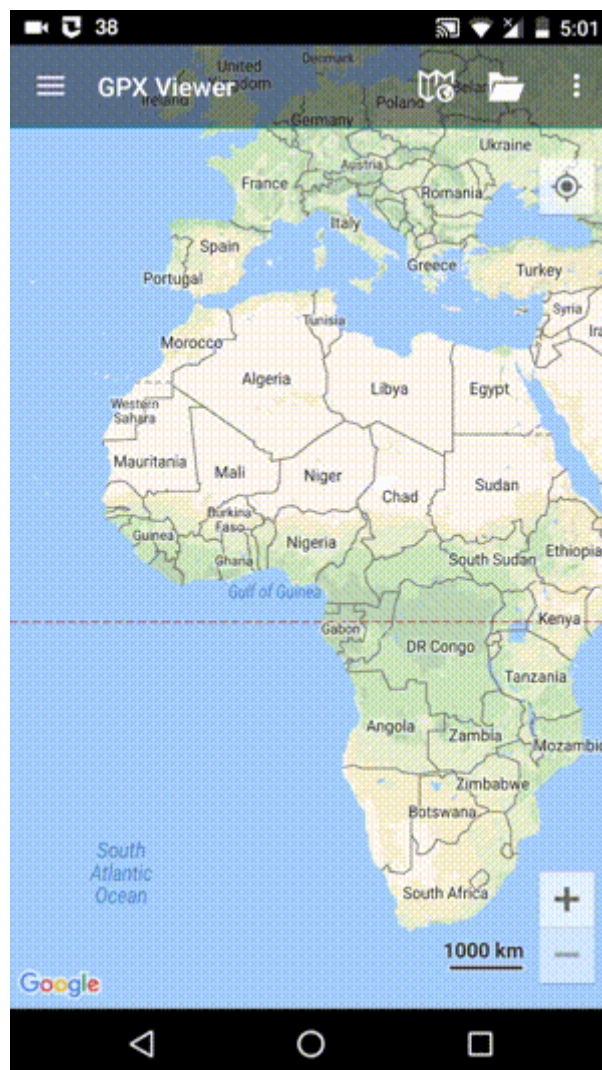 38
5:01
GPX Viewer
United
Kingdom
Denmark
Ireland
Poland
Belar
Germany
Ukraine
Austria
France
Romania
Italy
Spain
Portugal
Greece
Turkey
Syria
Ira
Tunisia
Morocco
Algeria
Libya
Egypt
Western
Sahara
Mauritania
Mali
Niger
Chad
Sudan
Burkina
Faso
Guinea
Ghana
Nigeria
South Sudan
Ethiopia
Gulf of Guinea
Gabon
Kenya
DR Congo
Tanzania
Angola
Zambia
Mozambic
Zimbabwe
Botswana
South
Atlantic
Ocean
South Africa
1000 km
Google